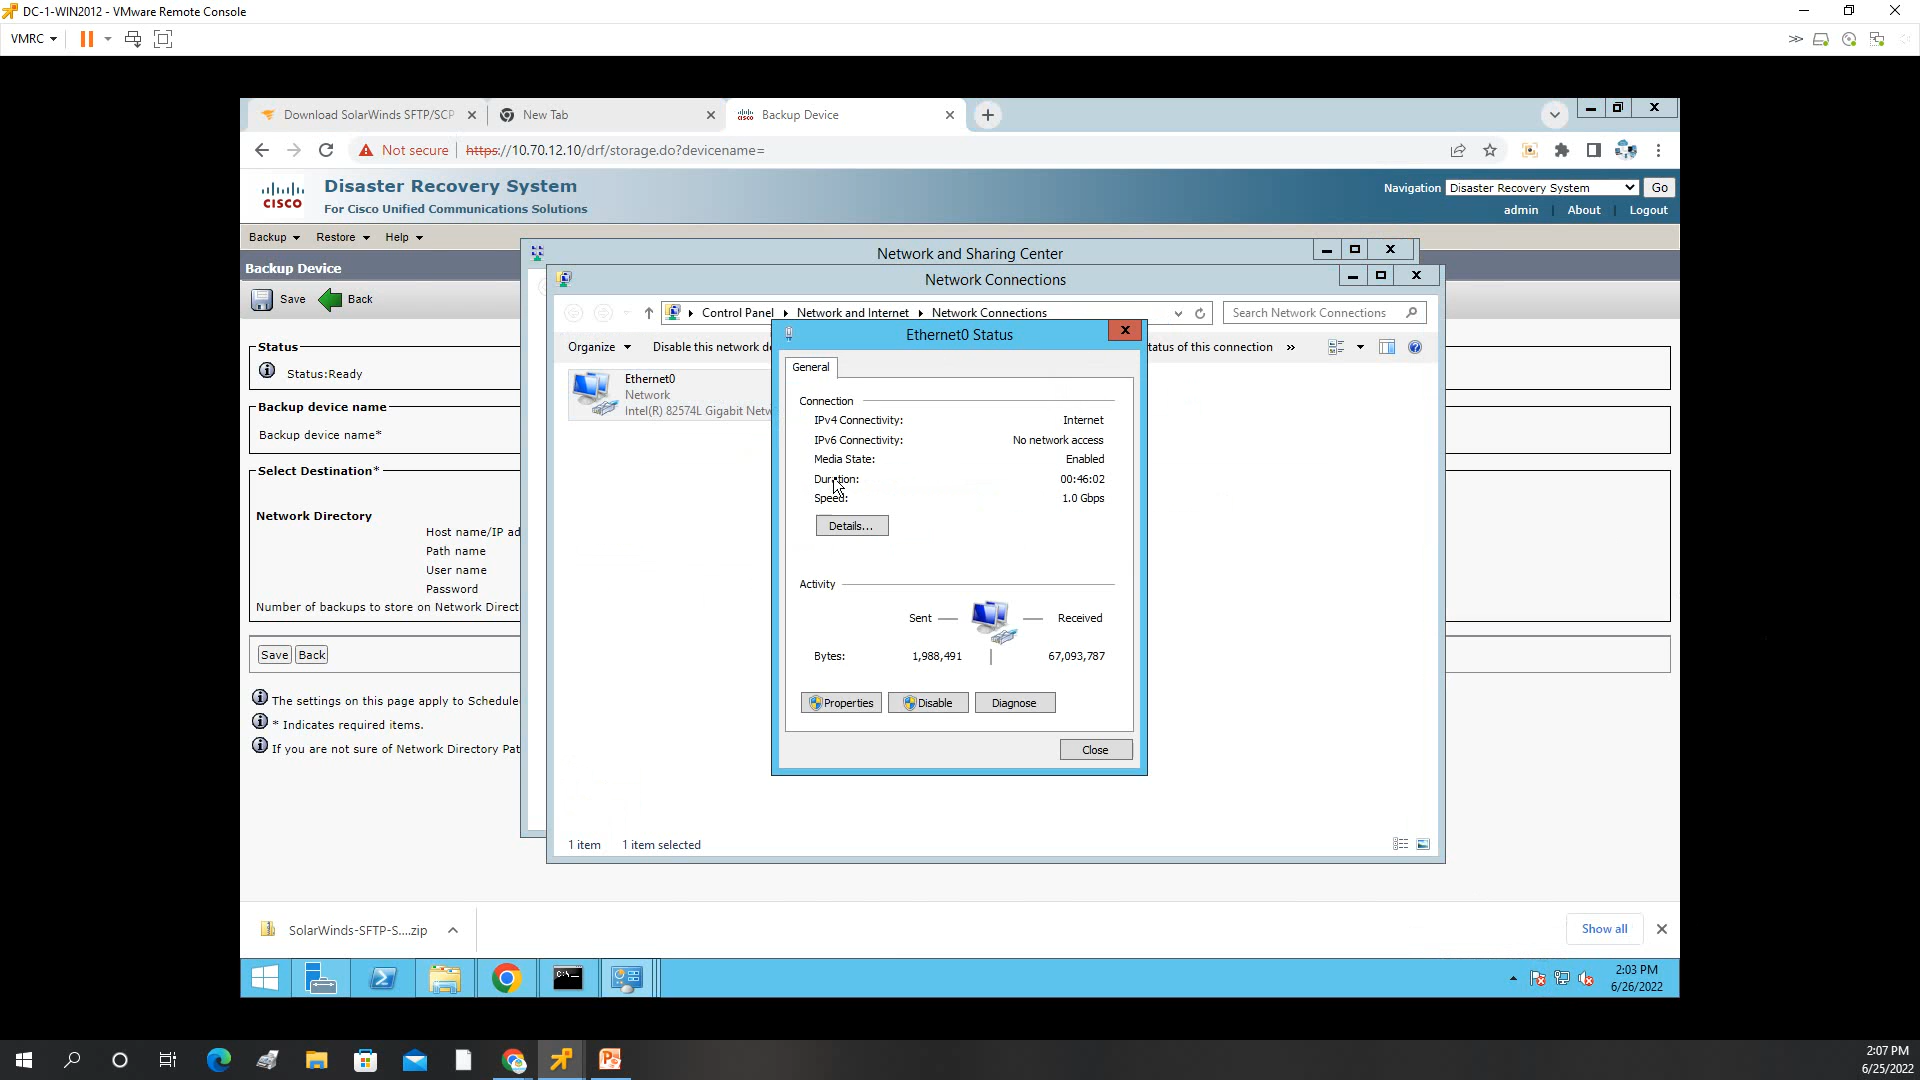 DC-1-WIN2012 - VMware Remote Console
VMRC
Download SolarWinds SFTP/SCP
New Tab
Backup Device
Not secure
https://10.70.12.10/drf/storage.do?devicename=
CISCO
Disaster Recovery System
For Cisco Unified Communications Solutions
Navigation Disaster Recovery System Go
admin | About | Logout
Backup Restore Help
Backup Device
Save Back
Status
Status:Ready
Backup device name
Backup device name*
Select Destination*
Network Directory
Host name/IP ad
Path name
User name
Password
Number of backups to store on Network Direct
Save Back
The settings on this page apply to Schedule
* Indicates required items.
If you are not sure of Network Directory Pat
Network and Sharing Center
Network Connections
Control Panel Network and Internet Network Connections
Search Network Connections
Organize Disable this network d
tatus of this connection »
Ethernet0
Network
Intel(R) 82574L Gigabit Netw
Ethernet0 Status
General
Connection
IPv4 Connectivity: Internet
IPv6 Connectivity: No network access
Media State: Enabled
Duration: 00:46:02
Speed: 1.0 Gbps
Details...
Activity
Sent Received
Bytes: 1,988,491 67,093,787
Properties Disable Diagnose
Close
1 item 1 item selected
SolarWinds-SFTP-S....zip
Show all
2:03 PM
6/26/2022
2:07 PM
6/25/2022